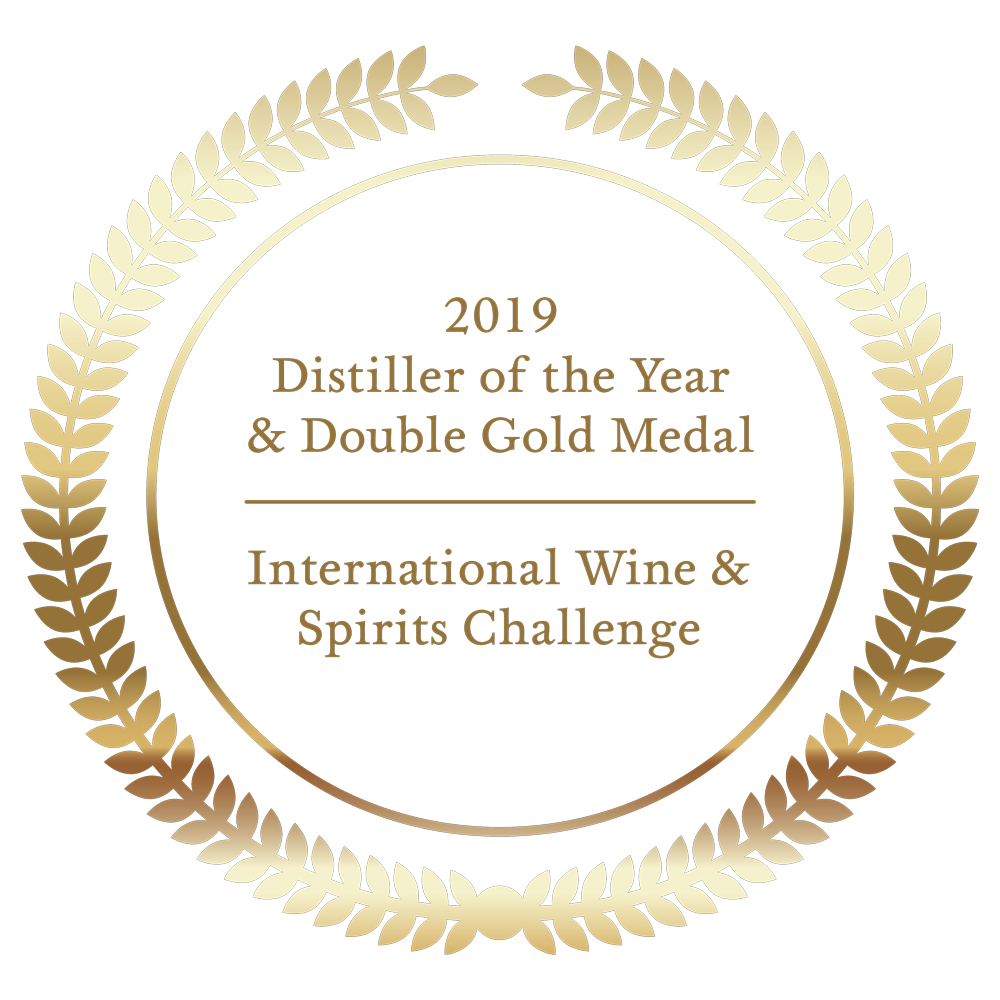 2019
Distiller of the Year
& Double Gold Medal
International Wine &
Spirits Challenge